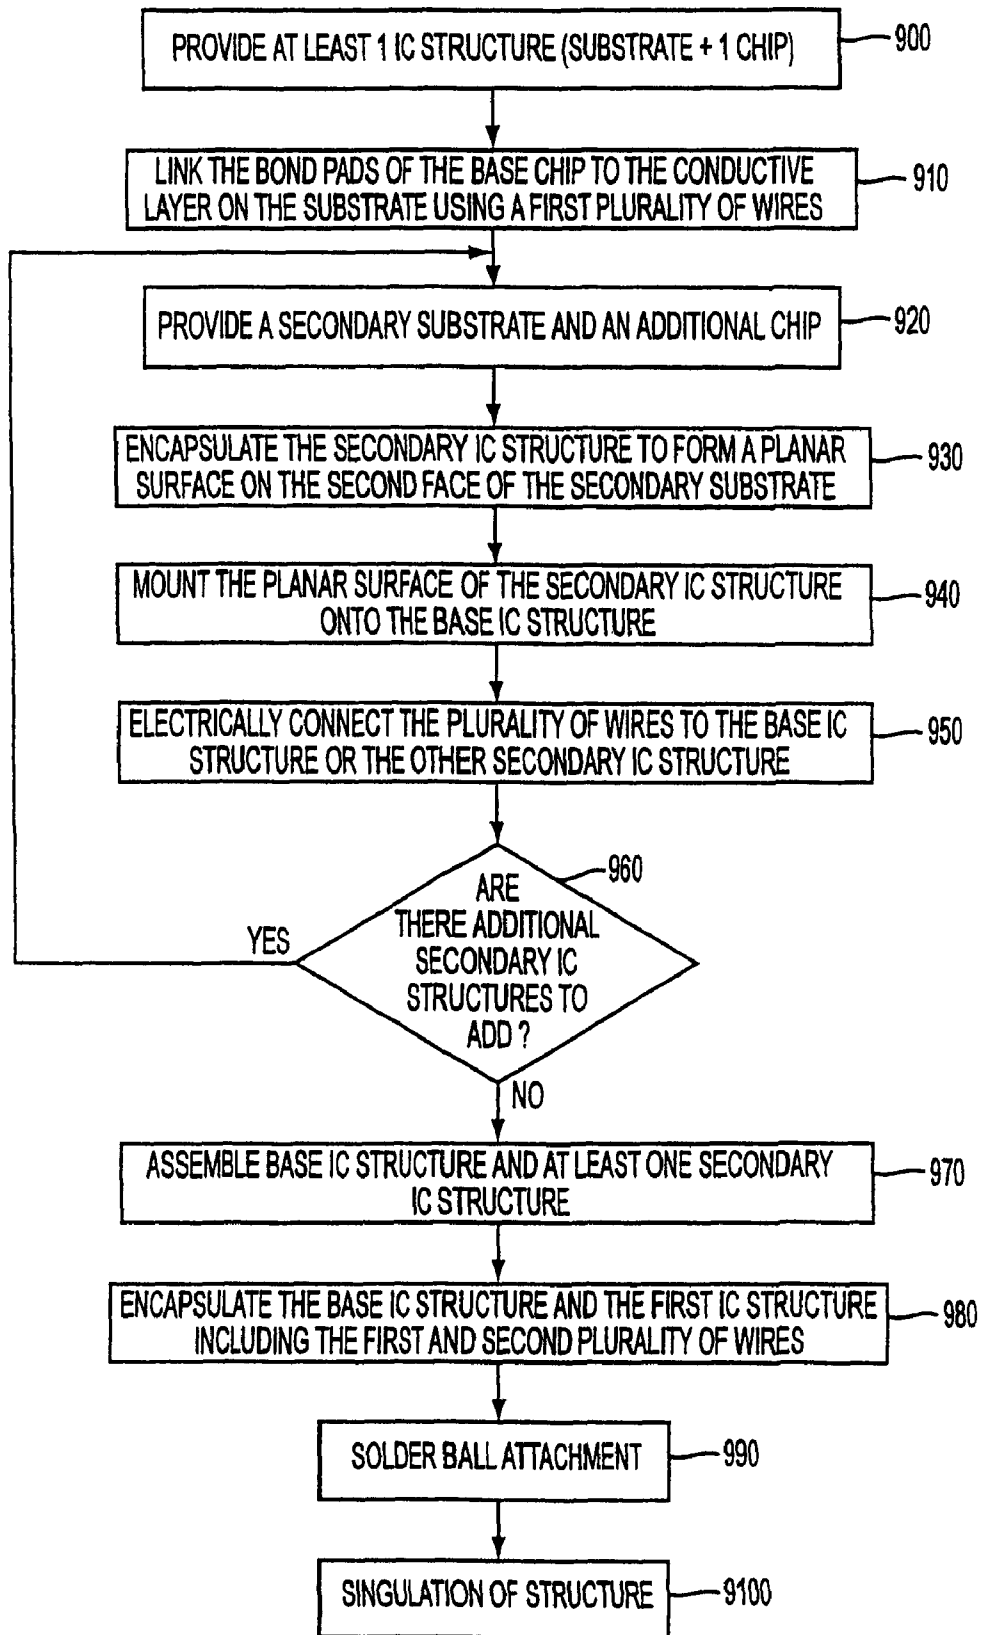 PROVIDE AT LEAST 1 IC STRUCTURE (SUBSTRATE + 1 CHIP)
900
LINK THE BOND PADS OF THE BASE CHIP TO THE CONDUCTIVE
LAYER ON THE SUBSTRATE USING A FIRST PLURALITY OF WIRES
910
PROVIDE A SECONDARY SUBSTRATE AND AN ADDITIONAL CHIP
920
ENCAPSULATE THE SECONDARY IC STRUCTURE TO FORM A PLANAR
SURFACE ON THE SECOND FACE OF THE SECONDARY SUBSTRATE
930
MOUNT THE PLANAR SURFACE OF THE SECONDARY IC STRUCTURE
ONTO THE BASE IC STRUCTURE
940
ELECTRICALLY CONNECT THE PLURALITY OF WIRES TO THE BASE IC
STRUCTURE OR THE OTHER SECONDARY IC STRUCTURE
950
960
ARE
THERE ADDITIONAL
SECONDARY IC
STRUCTURES TO
ADD ?
YES
NO
ASSEMBLE BASE IC STRUCTURE AND AT LEAST ONE SECONDARY
IC STRUCTURE
970
ENCAPSULATE THE BASE IC STRUCTURE AND THE FIRST IC STRUCTURE
INCLUDING THE FIRST AND SECOND PLURALITY OF WIRES
980
SOLDER BALL ATTACHMENT
990
SINGULATION OF STRUCTURE
9100